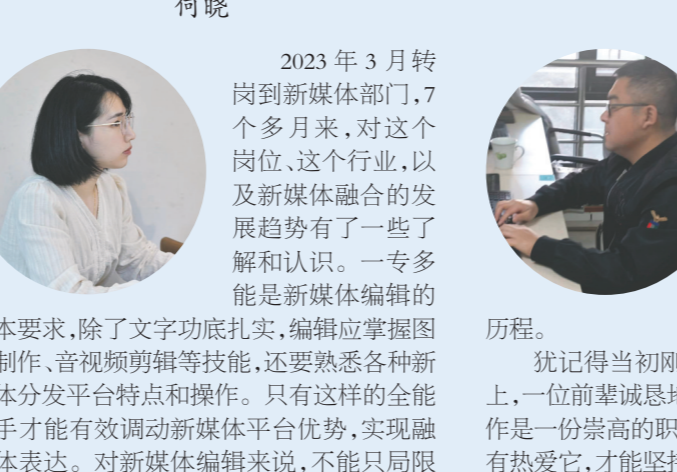 何晓
2023 年 3 月转
岗到新媒体部门,7
个多月来,对这个
岗位、这个行业,以
及新媒体融合的发
展趋势有了一些了
解和认识。一专多
能是新媒体编辑的
本要求,除了文字功底扎实,编辑应掌握图
制作、音视频剪辑等技能,还要熟悉各种新
体分发平台特点和操作。只有这样的全能
手才能有效调动新媒体平台优势,实现融
体表达。对新媒体编辑来说,不能只局限
历程。
犹记得当初刚
上,一位前辈诚恳地
作是一份崇高的职
有热爱它,才能坚持